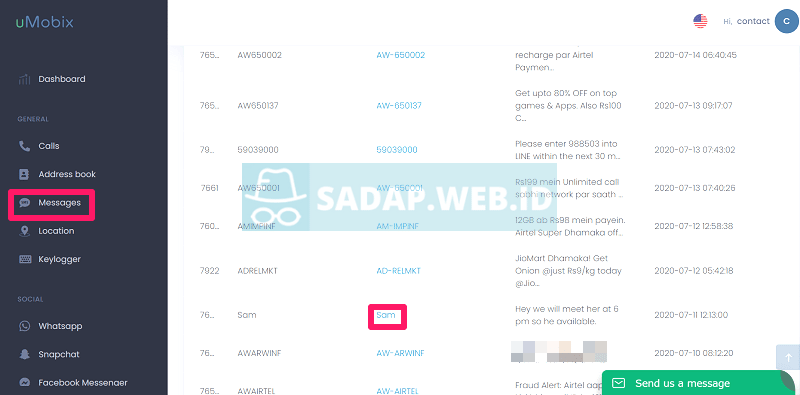 uMobix
Hi, contact C
Dashboard
GENERAL
Calls
Address book
Messages
Location
Keylogger
SOCIAL
Whatsapp
Snapchat
Facebook Messenaer
765... AW650002 AW-650002 recharge par Airtel 2020-07-14 06:40:45
Paymen...
765... AW650137 AW-650137 Get upto 80% OFF on top 2020-07-13 09:17:07
games & Apps. Also Rs100
C...
79... 59039000 59039000 Please enter 988503 into 2020-07-13 07:43:02
LINE within the next 30 m...
7661 AW650001 AW-650001 Rs199 mein Unlimited call 2020-07-13 07:40:26
sabhi network par saath ...
760... AMIMPINF AM-IMPINF 12GB ab Rs98 mein payein. 2020-07-12 12:58:38
Airtel Super Dhamaka off...
7922 ADRELMKT AD-RELMKT JioMart Dhamaka! Get 2020-07-12 05:42:18
Onion @just Rs9/kg today
@Jio...
76... Sam Sam Hey we will meet her at 6 2020-07-11 12:13:00
pm so he available.
76... AWARWINF AW-ARWINF 2020-07-10 08:12:20
765... AWAIRTEL AW-AIRTEL Fraud Alert: Airtel
SADAP.WEB.ID
Send us a message